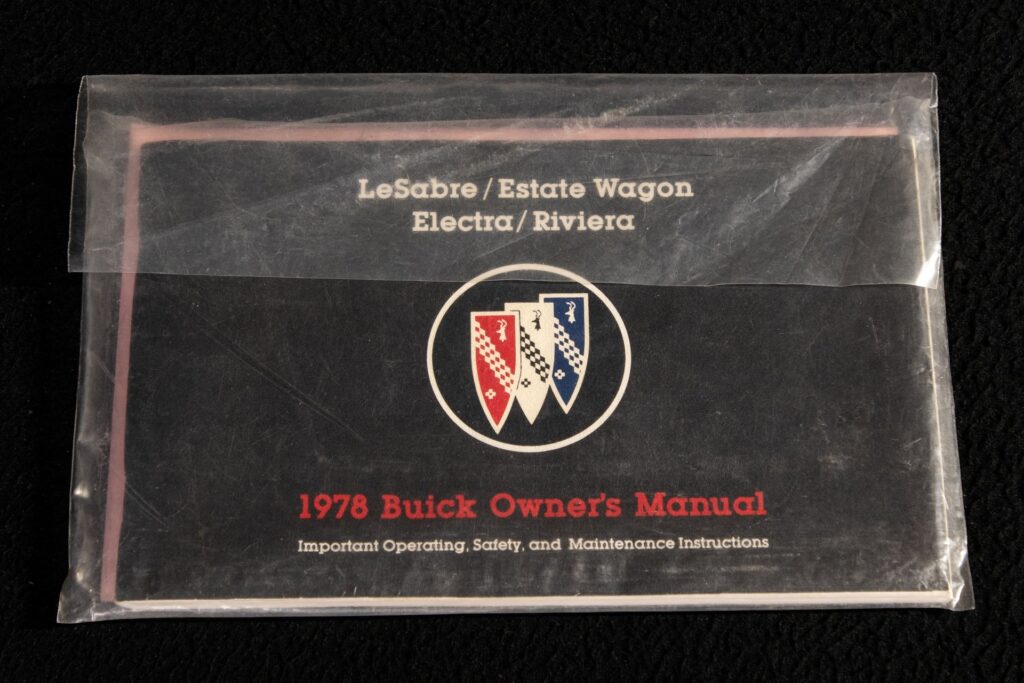 LeSabre / Estate Wagon
Electra / Riviera
1978 Buick Owner's Manual
Important Operating, Safety, and Maintenance Instructions